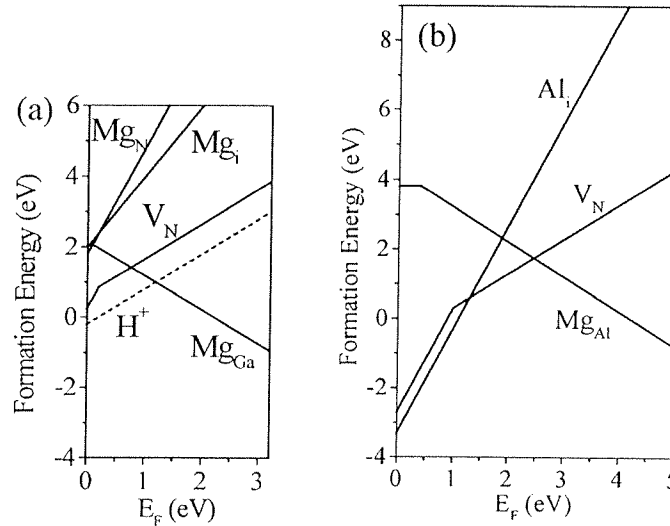 (a)
Formation Energy (eV)
6
4
2
0
-2
-4
Mg_N
Mg_i
V_N
H^+
Mg_Ga
0 1 2 3
E_F (eV)
(b)
Formation Energy (eV)
8
6
4
2
0
-2
-4
Al_i
V_N
Mg_Al
0 1 2 3 4 5
E_F (eV)